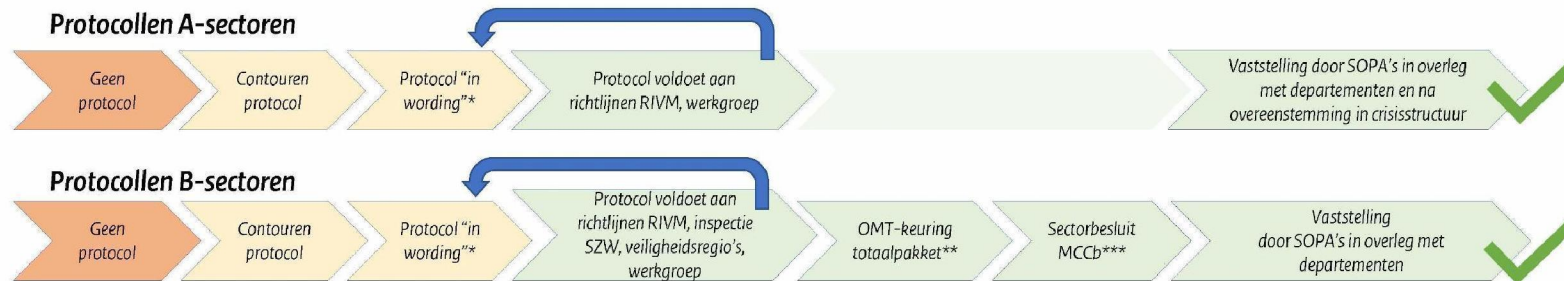 Protocollen A-sectoren
Geen
protocol
Contouren
protocol
Protocol "in
wording"*
Protocol voldoet aan
richtlijnen RIVM, werkgroep
Vaststelling door SOPA's in overleg
met departementen en na
overeenstemming in crisisstructuur
Protocollen B-sectoren
Geen
protocol
Contouren
protocol
Protocol "in
wording"*
Protocol voldoet aan
richtlijnen RIVM, inspectie
SZW, veiligheidsregio's,
werkgroep
OMT-keuring
totaalpakket**
Sectorbesluit
MCCb***
Vaststelling
door SOPA's in overleg met
departementen